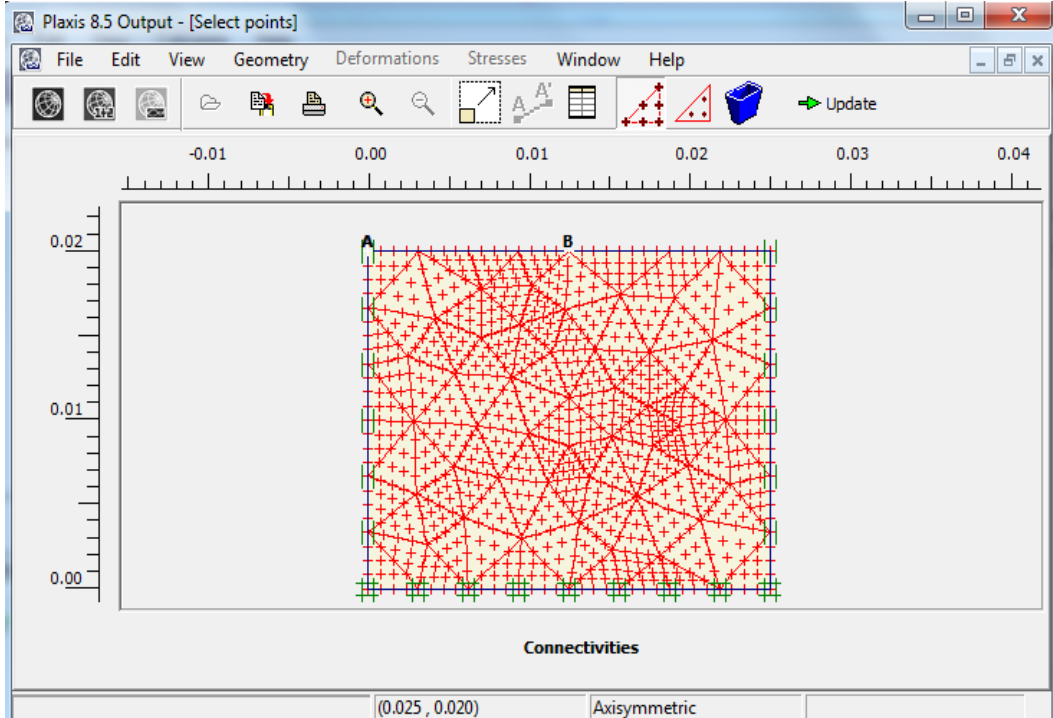 Plaxis 8.5 Output - [Select points]
File Edit View Geometry Deformations Stresses Window Help
1+2 A A' Update
-0.01 0.00 0.01 0.02 0.03 0.04
0.02
A B
0.01
0.00
Connectivities
(0.025 , 0.020) Axisymmetric